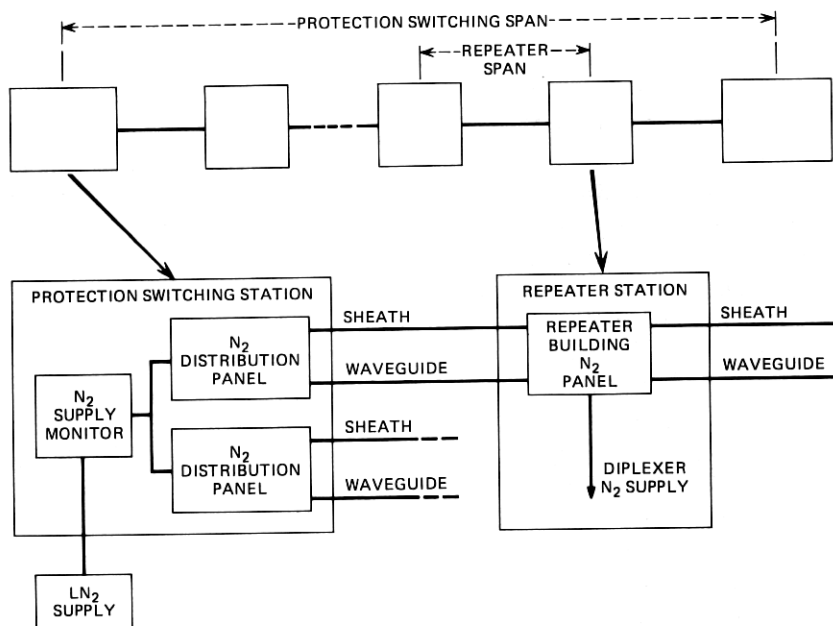 PROTECTION SWITCHING SPAN
REPEATER
SPAN
PROTECTION SWITCHING STATION
N₂
DISTRIBUTION
PANEL
SHEATH
WAVEGUIDE
N₂
SUPPLY
MONITOR
N₂
DISTRIBUTION
PANEL
SHEATH
WAVEGUIDE
LN₂
SUPPLY
REPEATER STATION
REPEATER
BUILDING
N₂
PANEL
SHEATH
WAVEGUIDE
DIPLEXER
N₂ SUPPLY